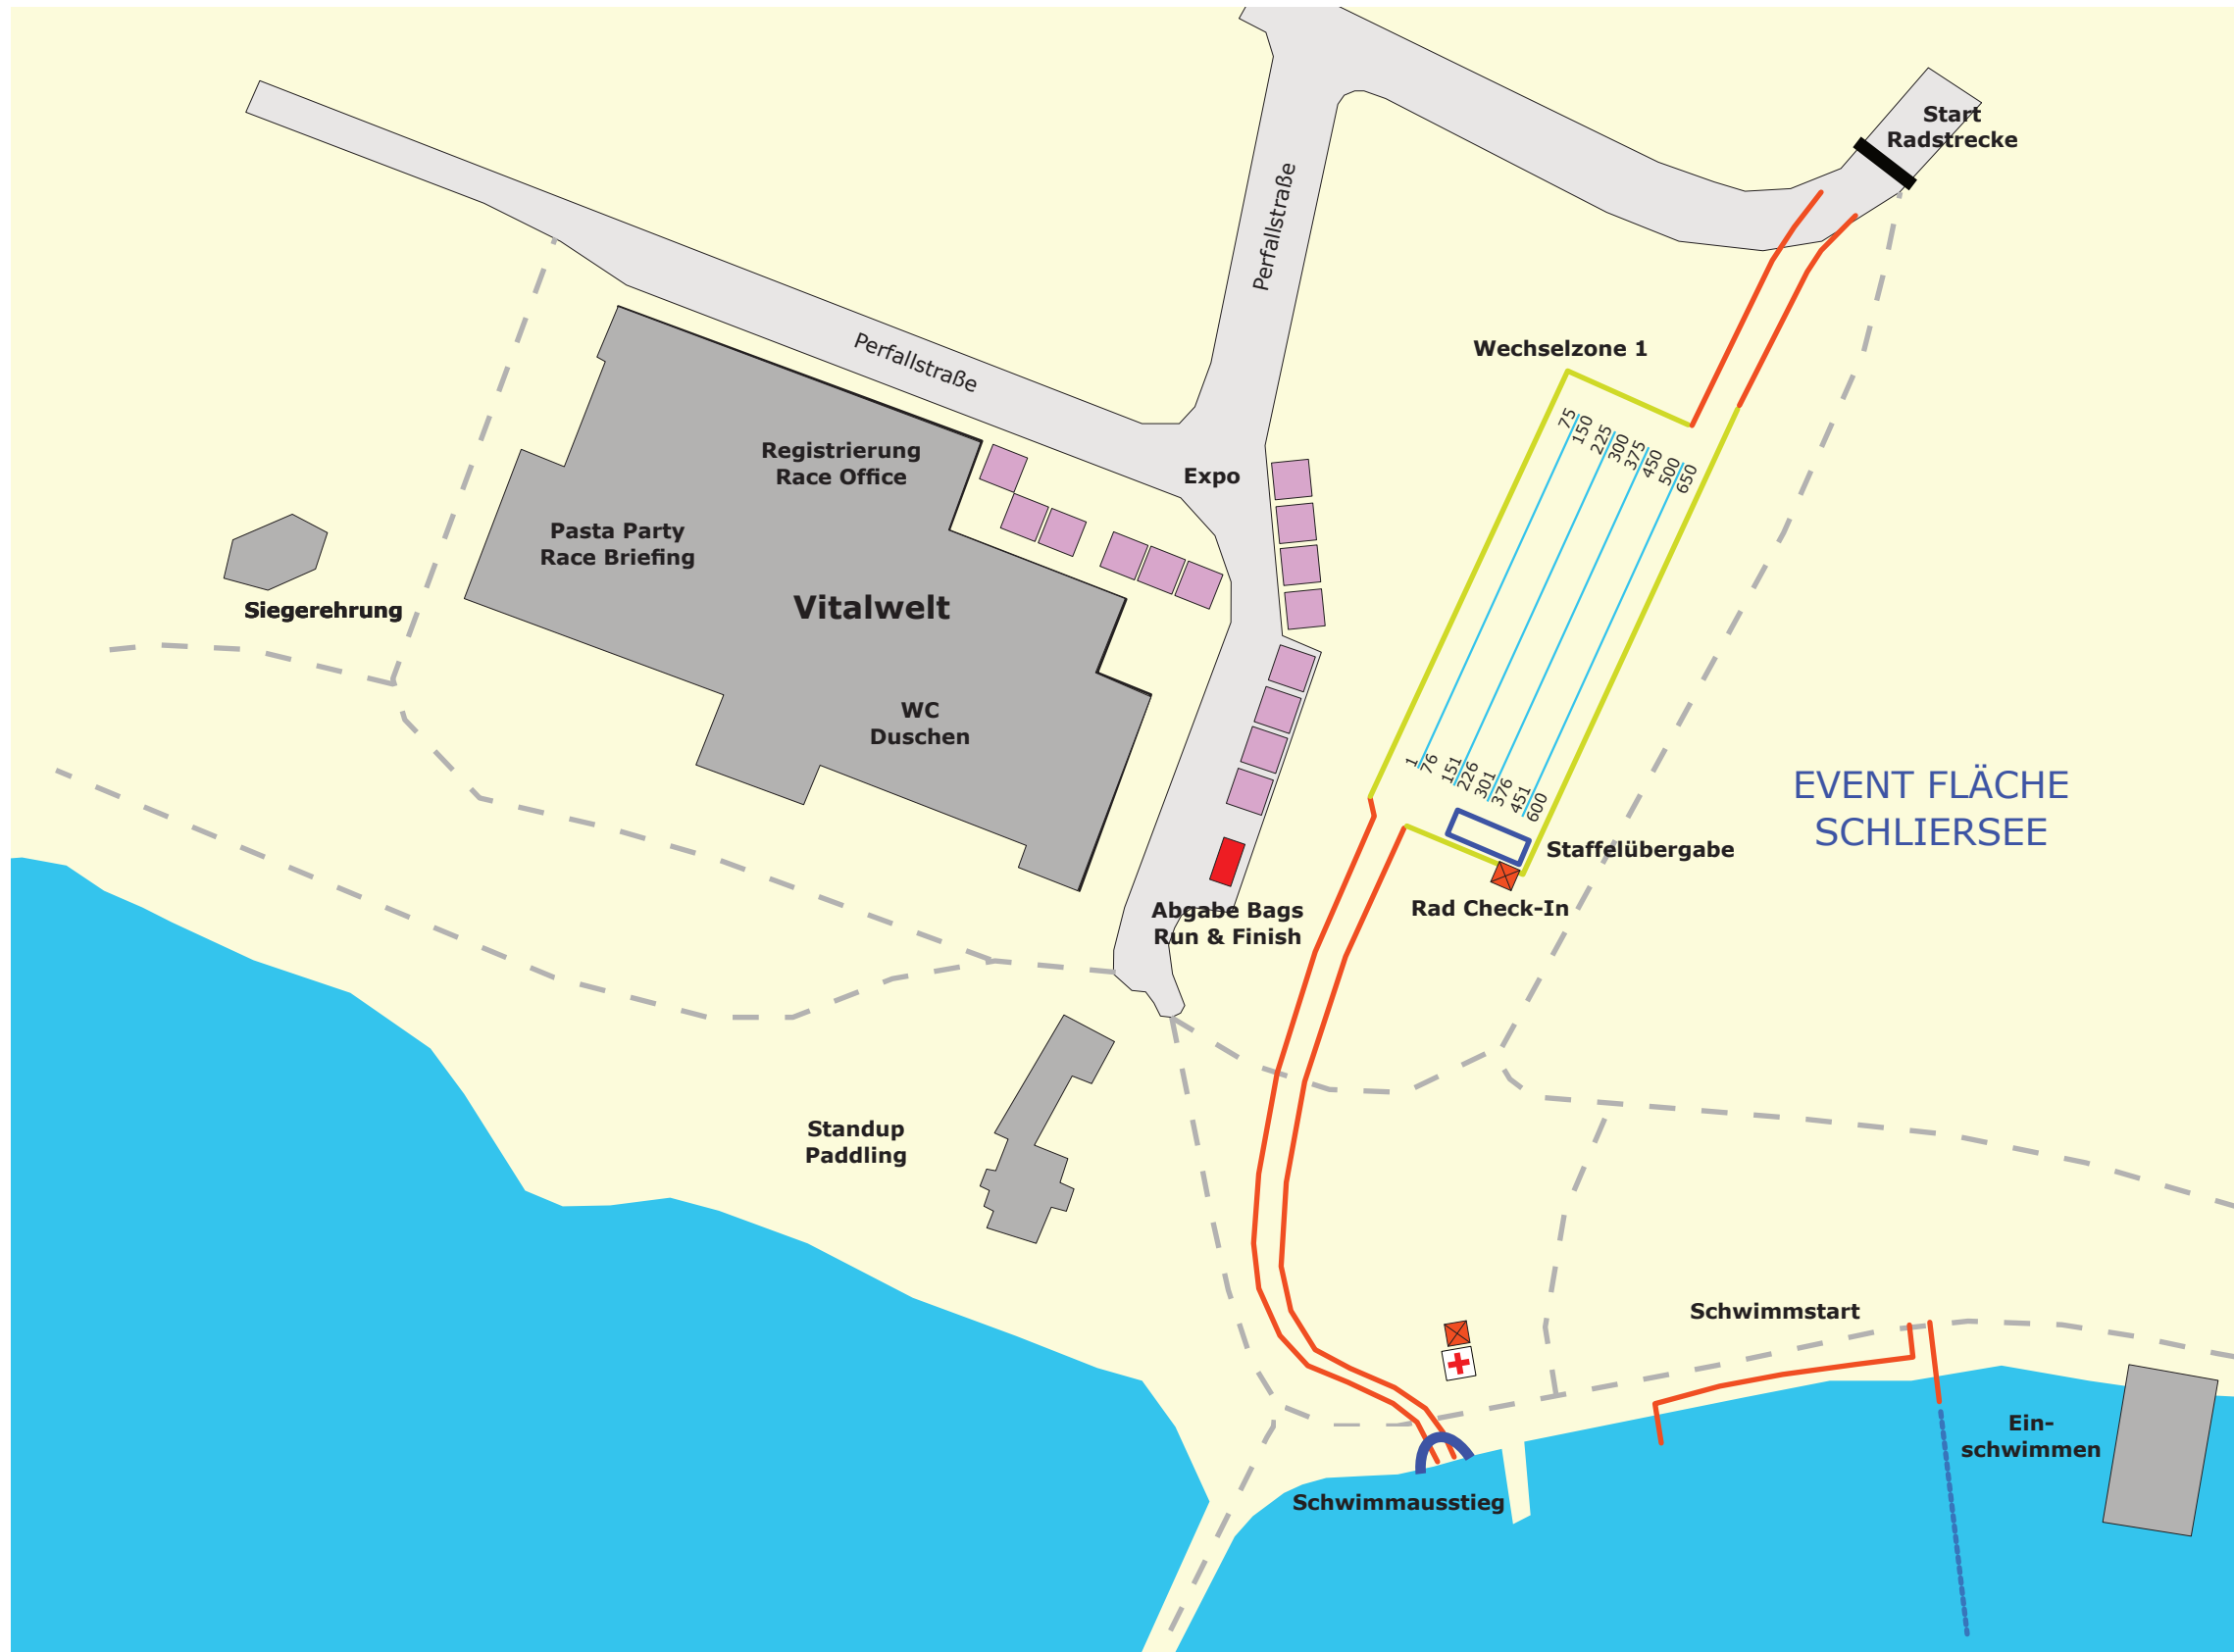 Start
Radstrecke
Perfallstraße
Perfallstraße
Wechselzone 1
75
150
225
300
375
450
500
650
Registrierung
Race Office
Expo
Pasta Party
Race Briefing
Vitalwelt
Siegerehrung
WC
Duschen
1
76
151
226
301
376
451
600
EVENT FLÄCHE
SCHLIERSEE
Staffelübergabe
Rad Check-In
Abgabe Bags
Run & Finish
Standup
Paddling
Schwimmstart
Ein-
schwimmen
Schwimmausstieg